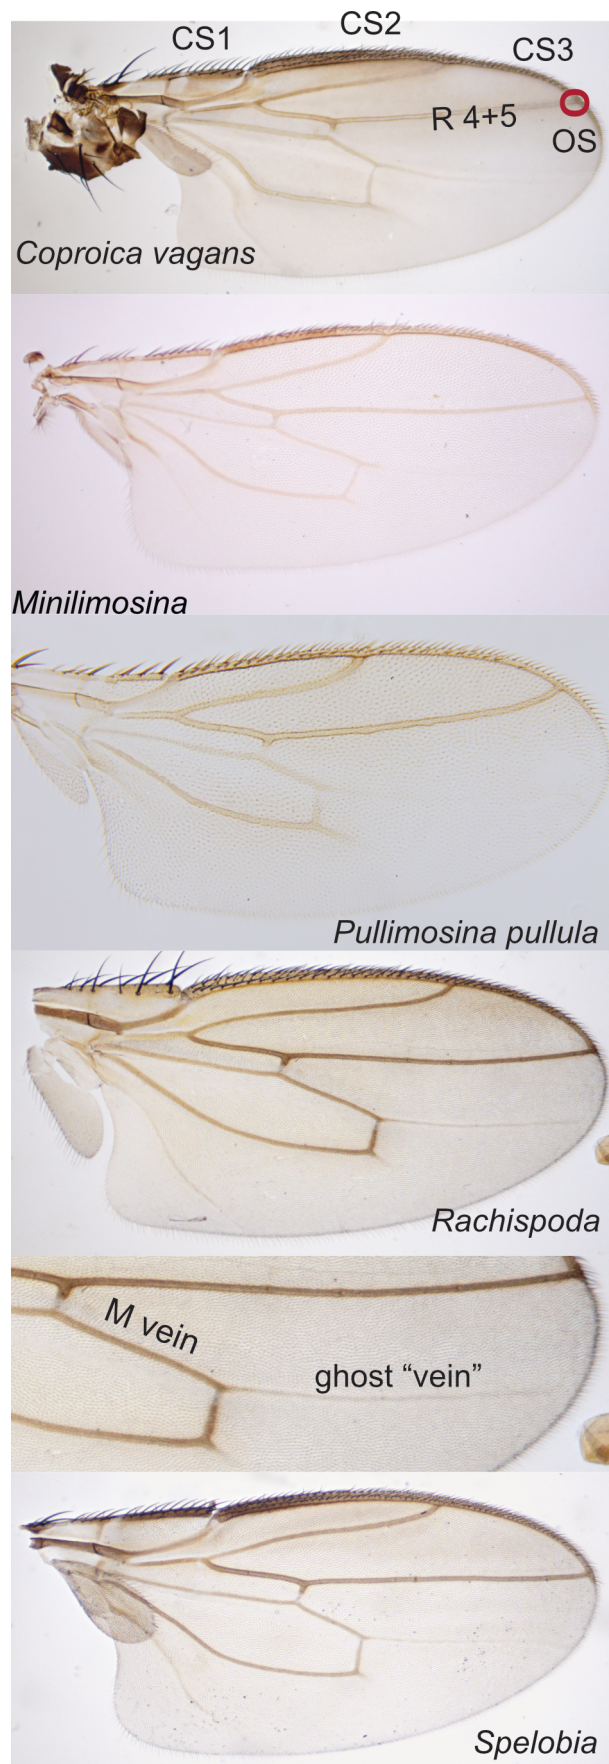 CS1
CS2
CS3
R 4+5
OS
Coproica vagans
Minilimosina
Pullimosina pullula
Rachispoda
M vein
ghost “vein”
Spelobia